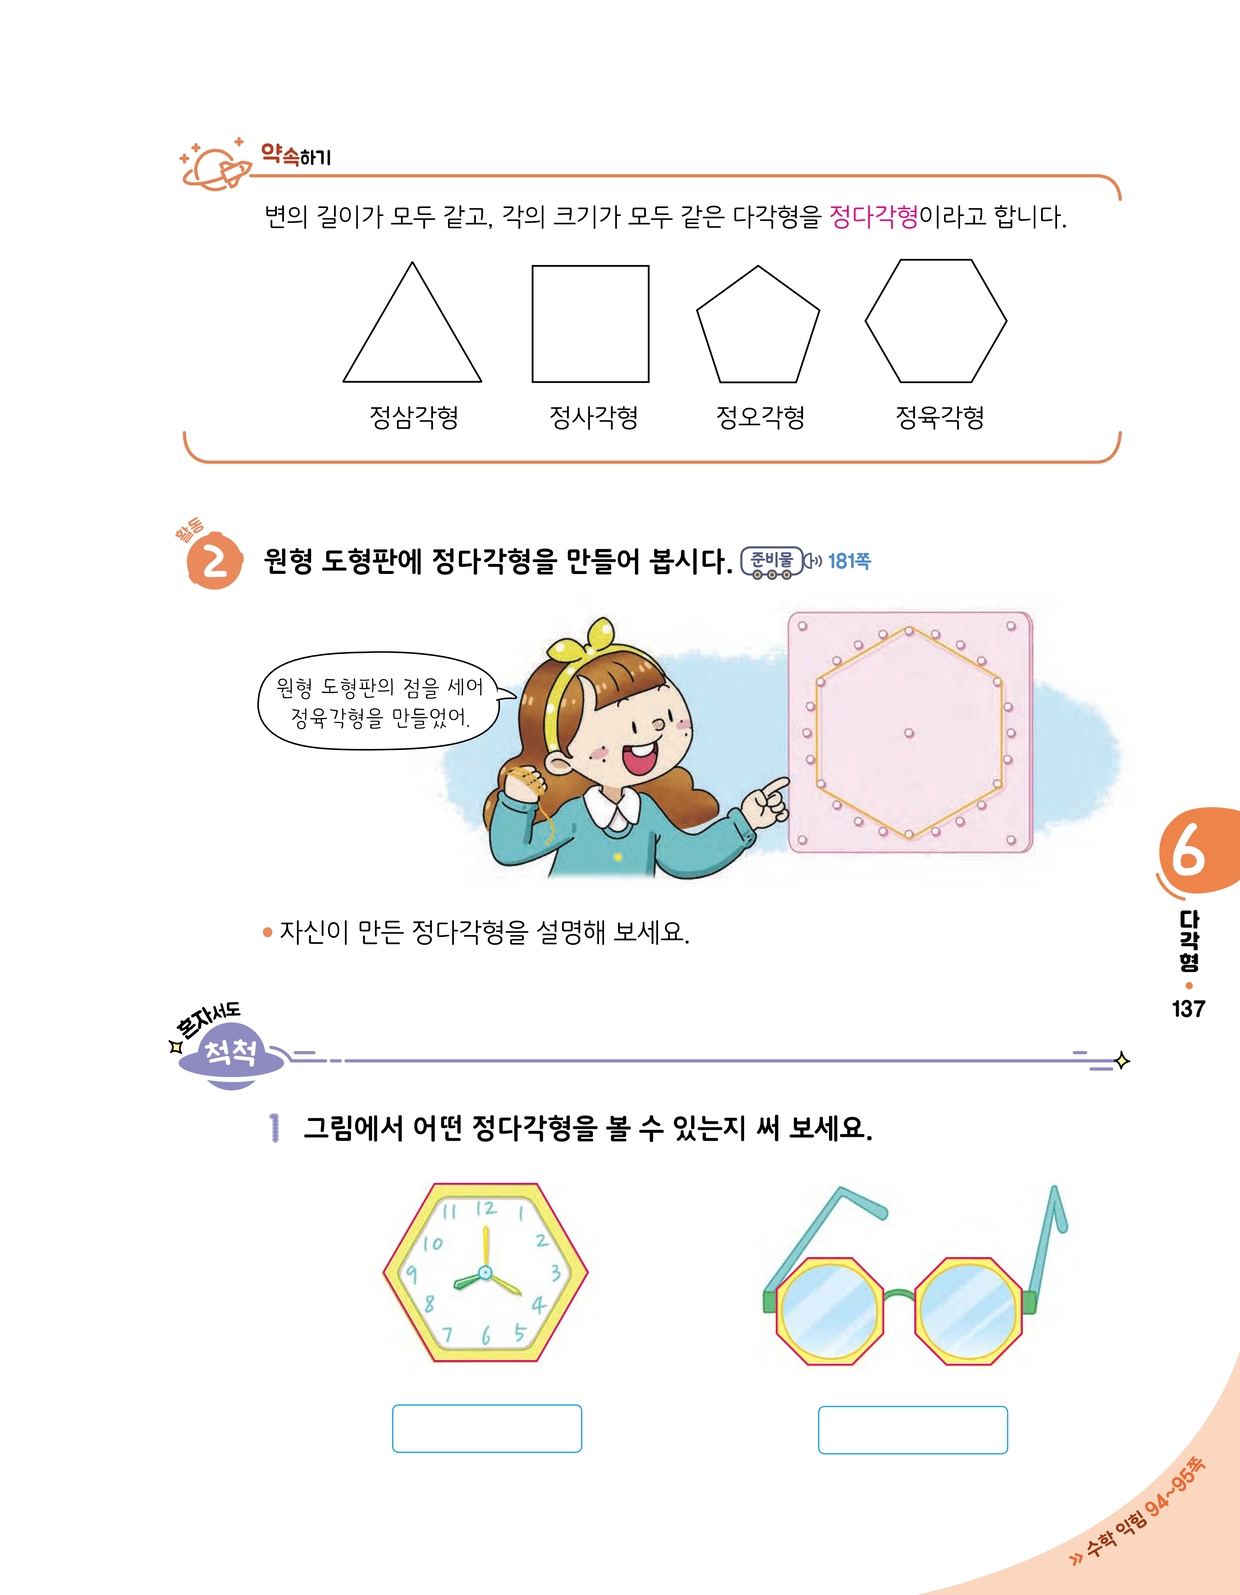 약속하기
변의 길이가 모두 같고, 각의 크기가 모두 같은 다각형을 정다각형이라고 합니다.
정삼각형 정사각형 정오각형 정육각형
활동
2 원형 도형판에 정다각형을 만들어 봅시다. 준비물 181쪽
원형 도형판의 점을 세어
정육각형을 만들었어.
• 자신이 만든 정다각형을 설명해 보세요.
6
다각형
137
혼자서도
척척
1 그림에서 어떤 정다각형을 볼 수 있는지 써 보세요.
11 12 1
10 2
9 3
8 4
7 6 5
» 수학 익힘 94~95쪽